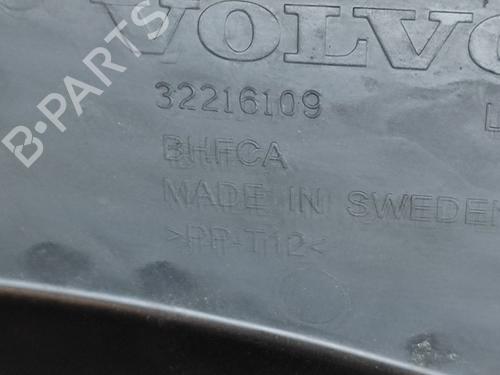 VOLVO
32216109
L
BHFCA
MADE IN SWEDEN
>PP-T12<
B-PARTS